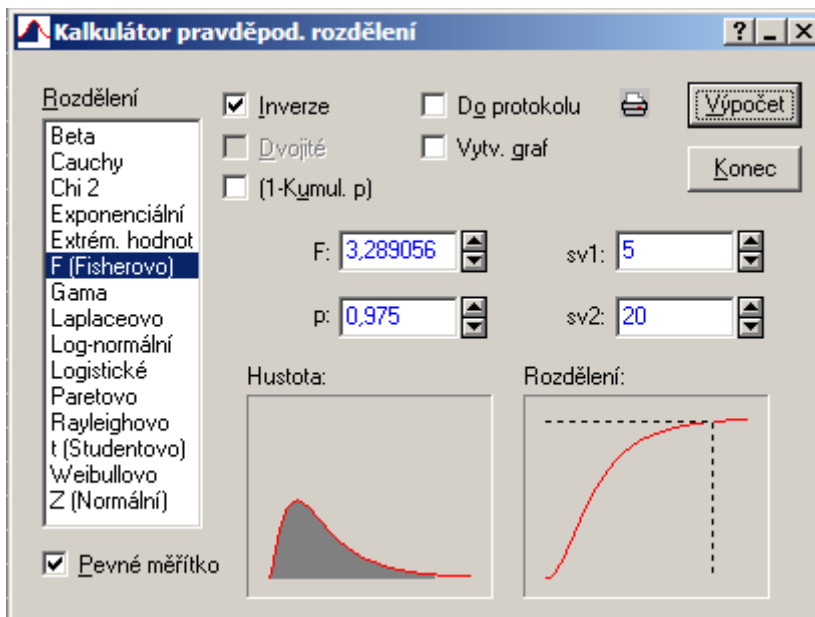 Kalkulátor pravděpod. rozdělení
Rozdělení
Beta
Cauchy
Chi 2
Exponenciální
Extrém. hodnot
F (Fisherovo)
Gama
Laplaceovo
Log-normální
Logistické
Paretovo
Rayleighovo
t (Studentovo)
Weibullovo
Z (Normální)
Pevné měřítko
Inverze
Dvojité
(1-Kumul. p)
Do protokolu
Vytv. graf
Výpočet
Konec
F: 3,289056
sv1: 5
p: 0,975
sv2: 20
Hustota:
Rozdělení: